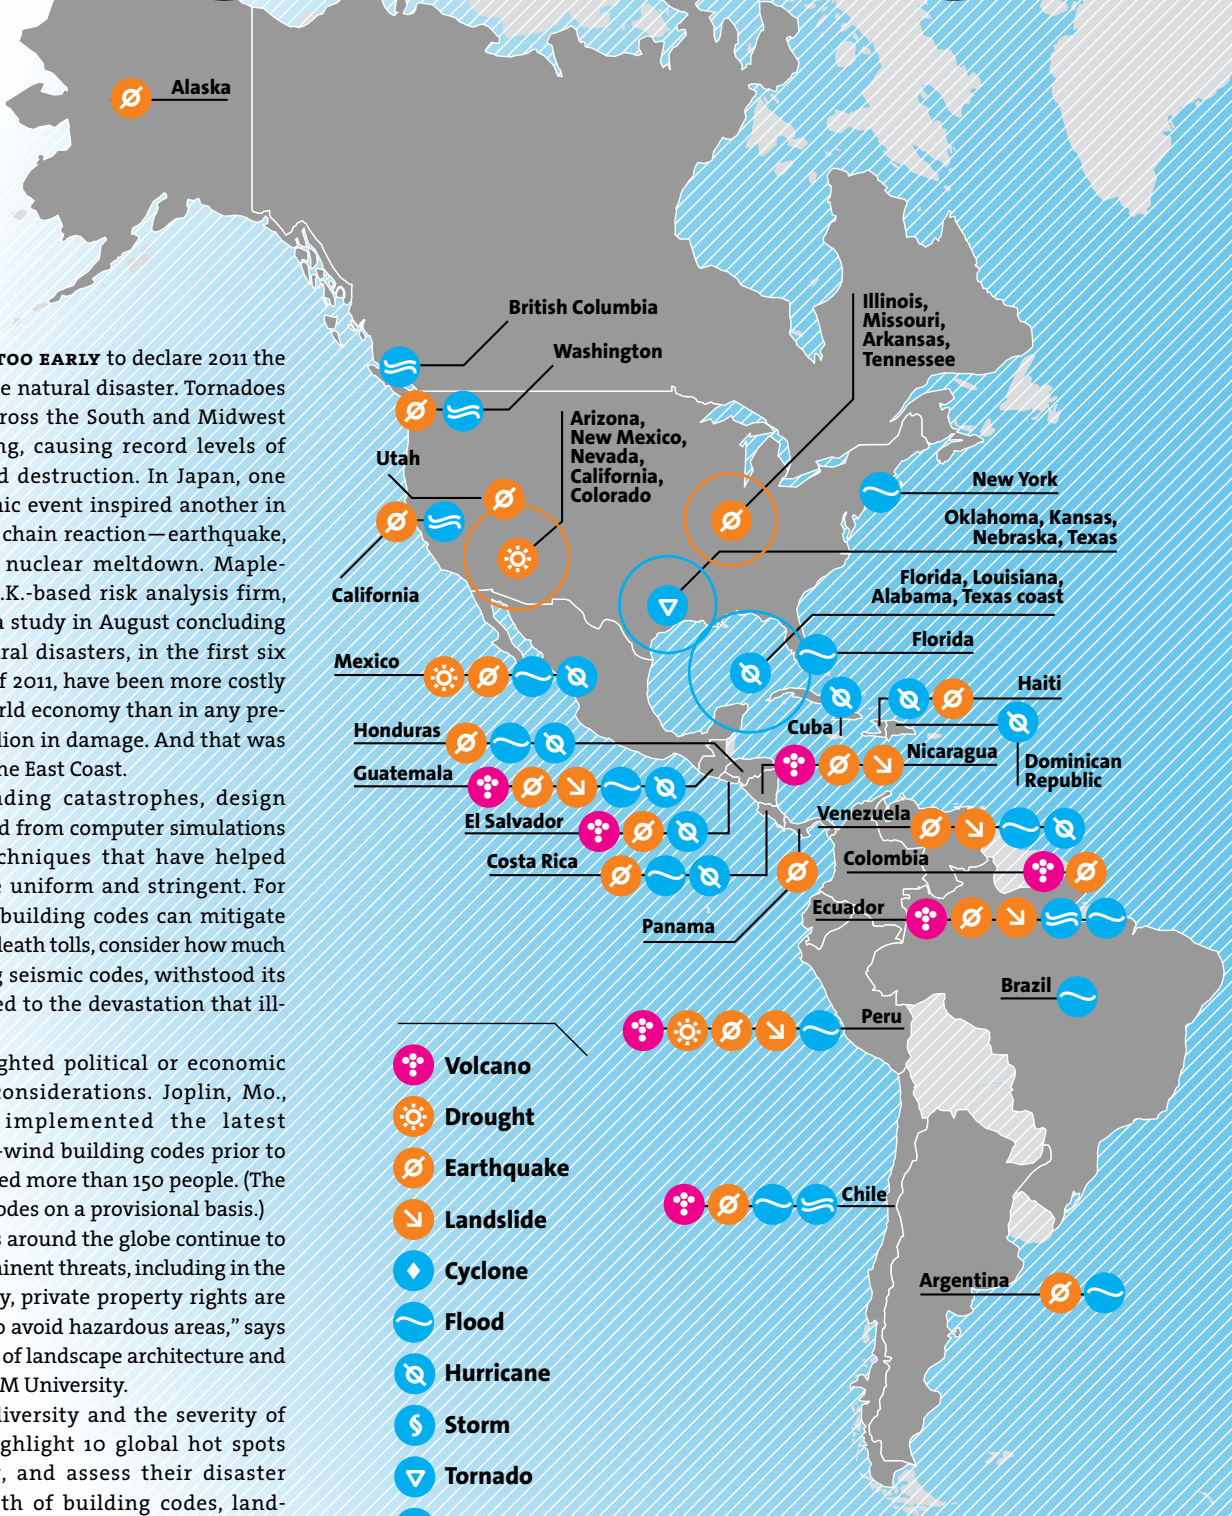 Alaska
British Columbia
Washington
Illinois,
Missouri,
Arkansas,
Tennessee
Arizona,
New Mexico,
Nevada,
California,
Colorado
Utah
New York
Oklahoma, Kansas,
Nebraska, Texas
Florida, Louisiana,
Alabama, Texas coast
California
Florida
Mexico
Haiti
Cuba
Honduras
Nicaragua
Dominican
Republic
Guatemala
El Salvador
Venezuela
Costa Rica
Colombia
Ecuador
Panama
Brazil
Peru
Chile
Argentina
Volcano
Drought
Earthquake
Landslide
Cyclone
Flood
Hurricane
Storm
Tornado
TOO EARLY to declare 2011 the
e natural disaster. Tornadoes
ross the South and Midwest
ng, causing record levels of
d destruction. In Japan, one
ic event inspired another in
chain reaction—earthquake,
nuclear meltdown. Maple-
.K.-based risk analysis firm,
a study in August concluding
ral disasters, in the first six
f 2011, have been more costly
rld economy than in any pre-
lion in damage. And that was
he East Coast.
nding catastrophes, design
d from computer simulations
chniques that have helped
e uniform and stringent. For
building codes can mitigate
death tolls, consider how much
g seismic codes, withstood its
ed to the devastation that ill-
ghted political or economic
considerations. Joplin, Mo.,
implemented the latest
-wind building codes prior to
ed more than 150 people. (The
odes on a provisional basis.)
s around the globe continue to
minent threats, including in the
y, private property rights are
o avoid hazardous areas,” says
of landscape architecture and
M University.
diversity and the severity of
ghlight 10 global hot spots
, and assess their disaster
th of building codes, land-